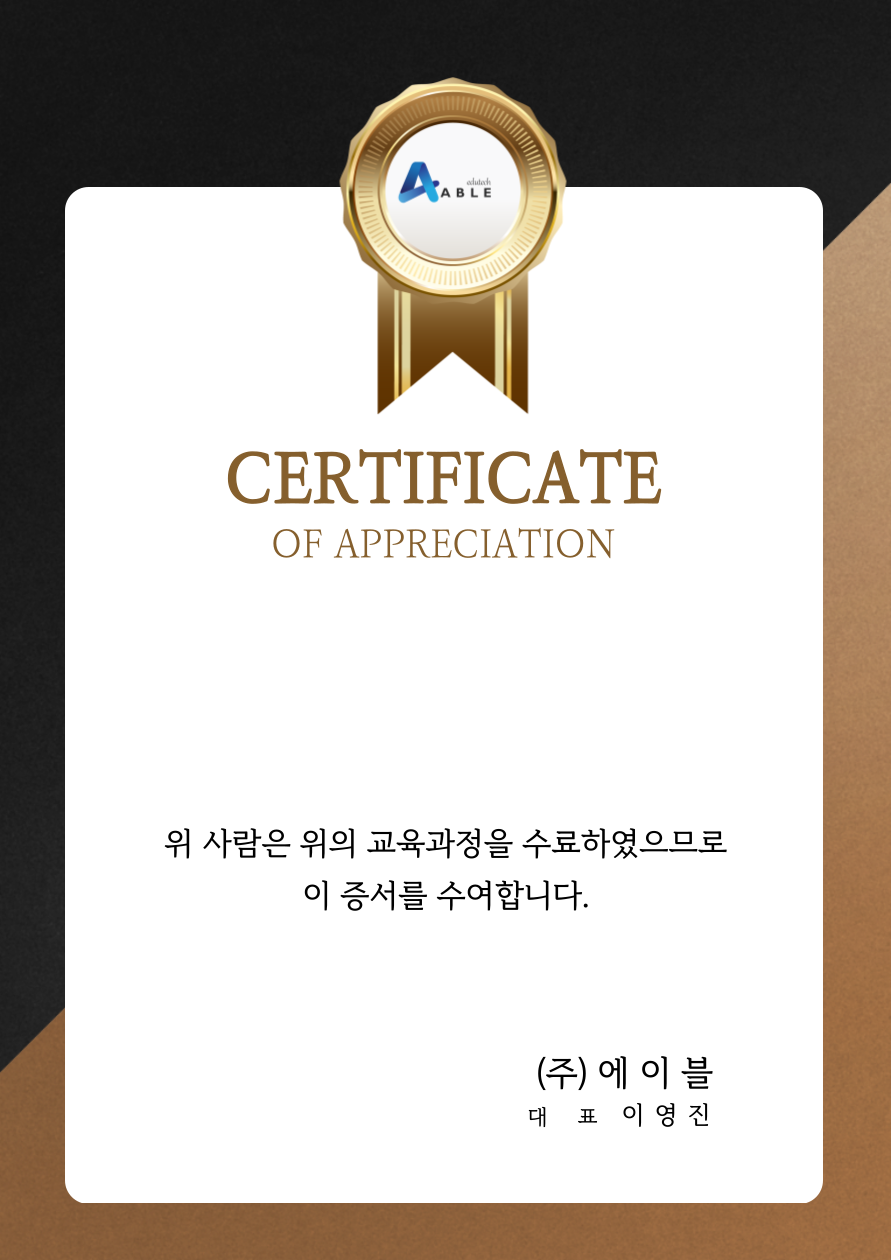 edutech
ABLE
CERTIFICATE
OF APPRECIATION
위 사람은 위의 교육과정을 수료하였으므로
이 증서를 수여합니다.
(주) 에 이 블
대 표 이 영 진